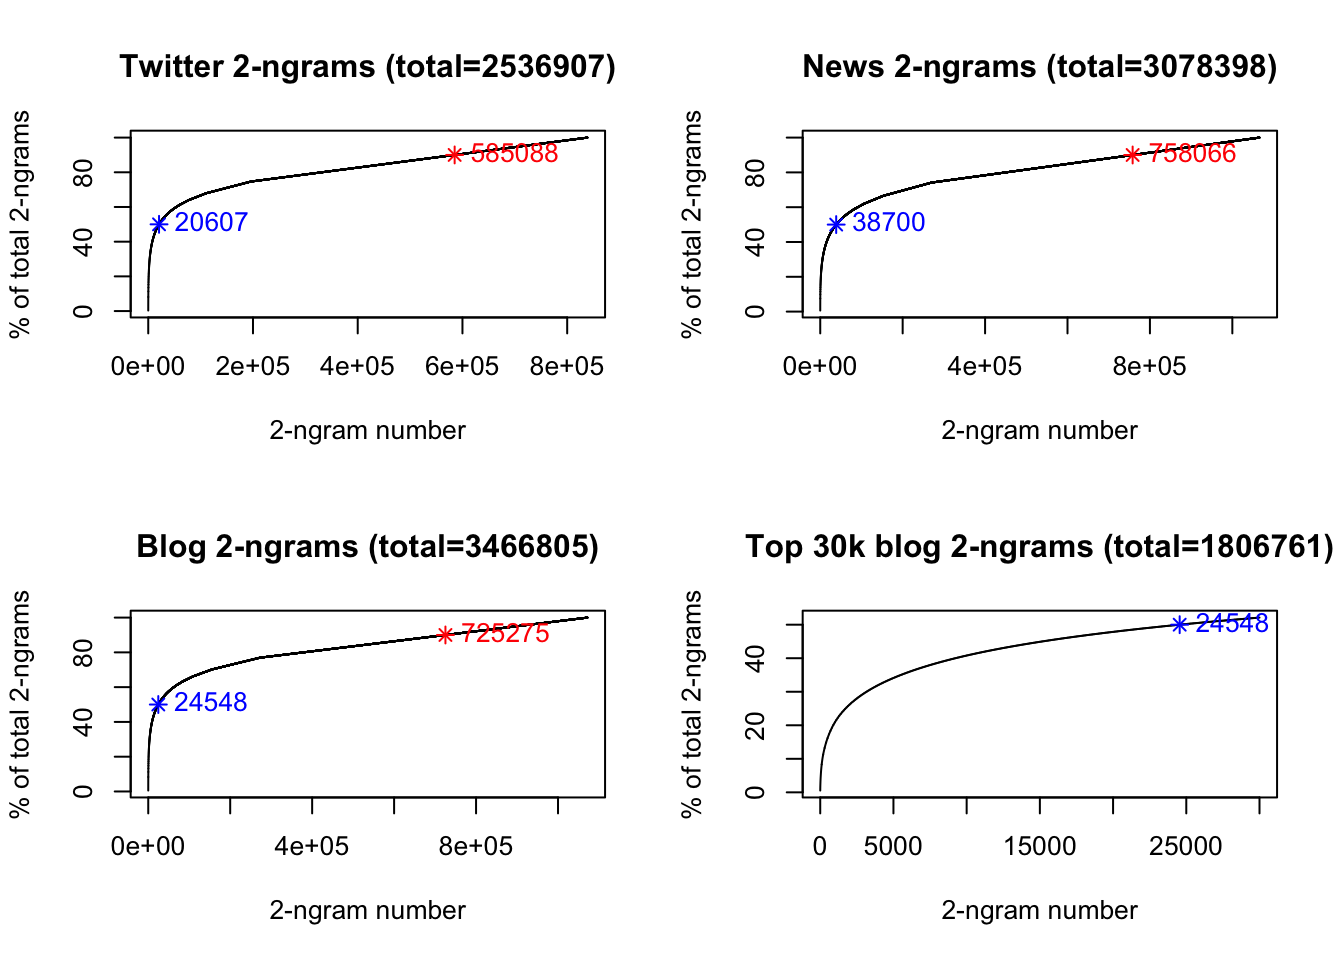 Twitter 2-ngrams (total=2536907)
% of total 2-ngrams
0 40 80
20607
585088
0e+00 2e+05 4e+05 6e+05 8e+05
2-ngram number
News 2-ngrams (total=3078398)
% of total 2-ngrams
0 40 80
38700
758066
0e+00 4e+05 8e+05
2-ngram number
Blog 2-ngrams (total=3466805)
% of total 2-ngrams
0 40 80
24548
725275
0e+00 4e+05 8e+05
2-ngram number
Top 30k blog 2-ngrams (total=1806761)
% of total 2-ngrams
0 20 40
24548
0 5000 15000 25000
2-ngram number